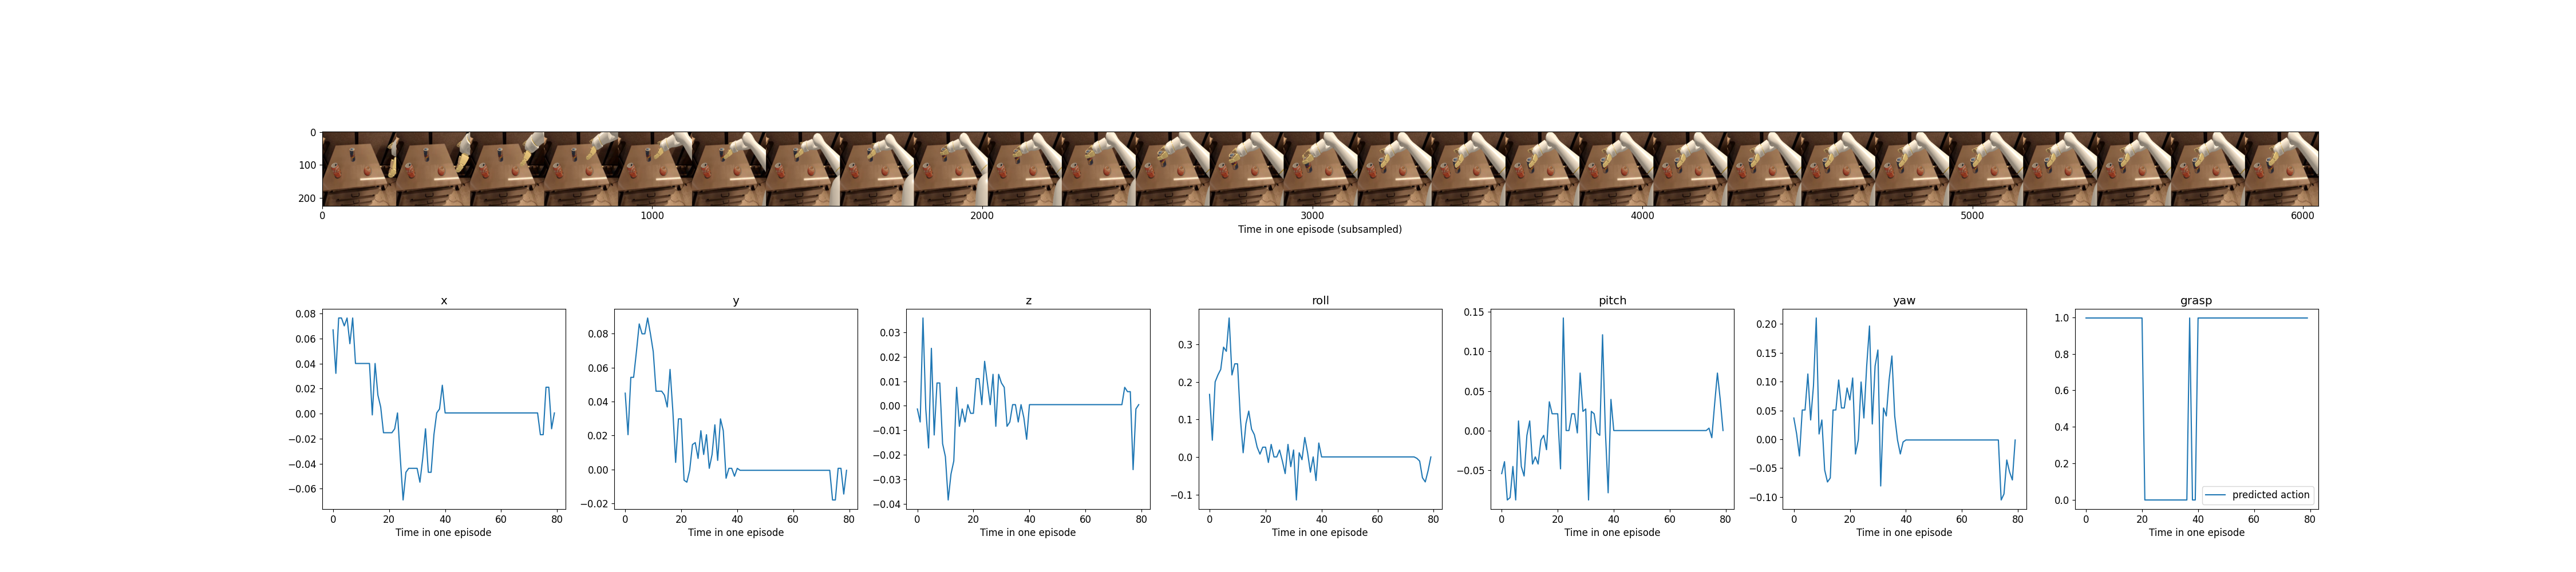 0
100
200
0 1000 2000 3000 4000 5000 6000
Time in one episode (subsampled)
x y z roll pitch yaw grasp
0.08
0.06
0.04
0.02
0.00
−0.02
−0.04
−0.06
0 20 40 60 80
Time in one episode
0.08
0.06
0.04
0.02
0.00
−0.02
0 20 40 60 80
Time in one episode
0.03
0.02
0.01
0.00
−0.01
−0.02
−0.03
−0.04
0 20 40 60 80
Time in one episode
0.3
0.2
0.1
0.0
−0.1
0 20 40 60 80
Time in one episode
0.15
0.10
0.05
0.00
−0.05
0 20 40 60 80
Time in one episode
0.20
0.15
0.10
0.05
0.00
−0.05
−0.10
0 20 40 60 80
Time in one episode
1.0
0.8
0.6
0.4
0.2
0.0
predicted action
0 20 40 60 80
Time in one episode